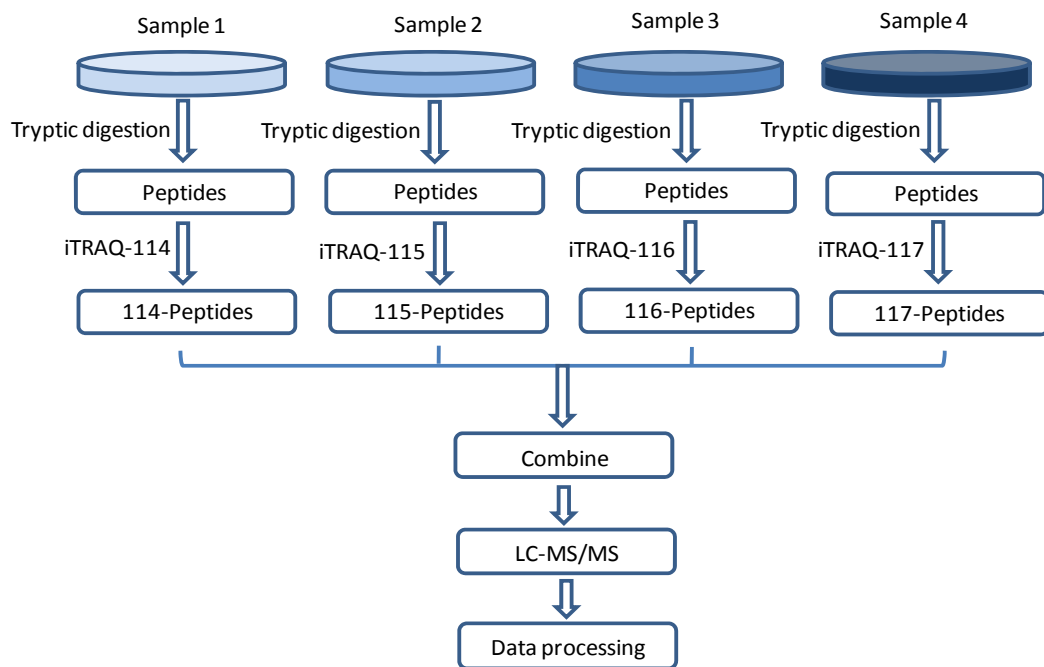 Sample 1
Sample 2
Sample 3
Sample 4
Tryptic digestion
Tryptic digestion
Tryptic digestion
Tryptic digestion
Peptides
Peptides
Peptides
Peptides
iTRAQ-114
iTRAQ-115
iTRAQ-116
iTRAQ-117
114-Peptides
115-Peptides
116-Peptides
117-Peptides
Combine
LC-MS/MS
Data processing